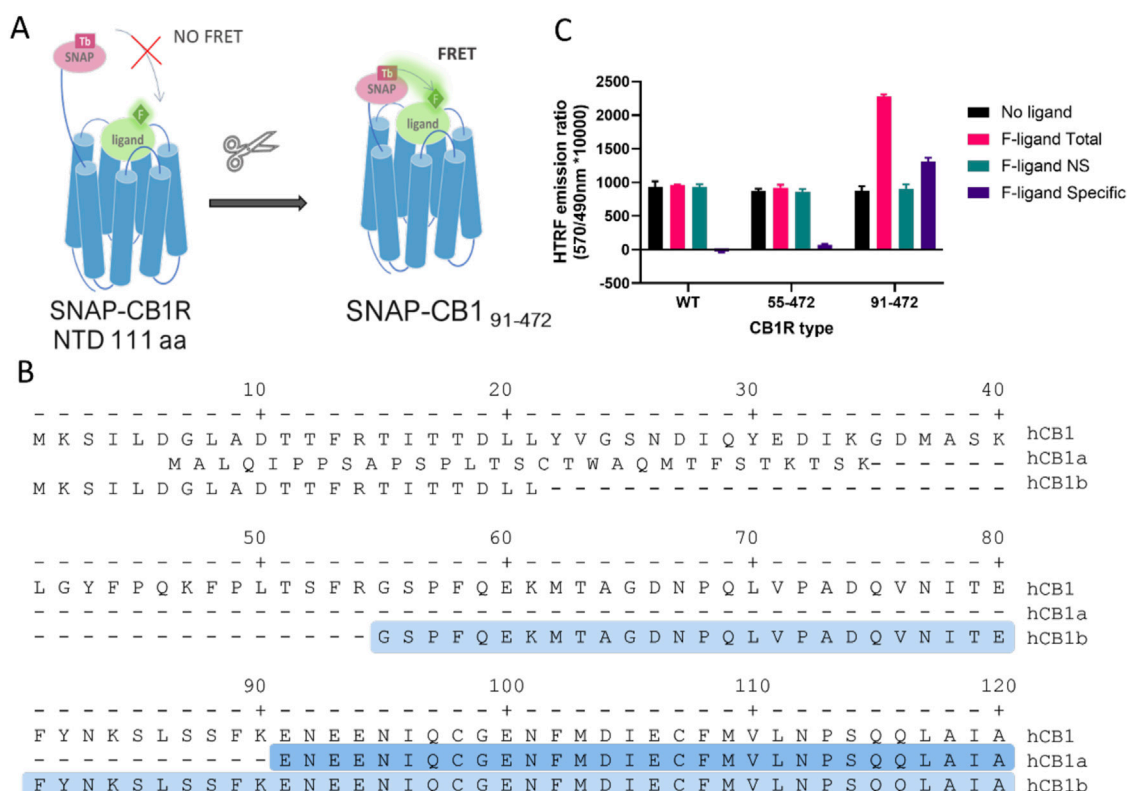 A
Tb
SNAP
NO FRET
F
ligand
SNAP-CB1R
NTD 111 aa
FRET
Tb
SNAP
F
ligand
SNAP-CB1 91-472
C
HTRF emission ratio
(570/490nm *10000)
2500
2000
1500
1000
500
0
-500
WT 55-472 91-472
CB1R type
No ligand
F-ligand Total
F-ligand NS
F-ligand Specific
B
10 20 30 40
- - - - - - - - - + - - - - - - - - - + - - - - - - - - - + - - - - - - - - - +
M K S I L D G L A D T T F R T I T T D L L Y V G S N D I Q Y E D I K G D M A S K hCB1
M A L Q I P P S A P S P L T S C T W A Q M T F S T K T S K - - - - - - hCB1a
M K S I L D G L A D T T F R T I T T D L L - - - - - - - - - - - - - - - - - - - hCB1b
50 60 70 80
- - - - - - - - - + - - - - - - - - - + - - - - - - - - - + - - - - - - - - - +
L G Y F P Q K F P L T S F R G S P F Q E K M T A G D N P Q L V P A D Q V N I T E hCB1
- - - - - - - - - - - - - - - - - - - - - - - - - - - - - - - - - - - - - - - - hCB1a
- - - - - - - - - - - - - - G S P F Q E K M T A G D N P Q L V P A D Q V N I T E hCB1b
90 100 110 120
- - - - - - - - - + - - - - - - - - - + - - - - - - - - - + - - - - - - - - - +
F Y N K S L S S F K E N E E N I Q C G E N F M D I E C F M V L N P S Q Q L A I A hCB1
- - - - - - - - - - E N E E N I Q C G E N F M D I E C F M V L N P S Q Q L A I A hCB1a
F Y N K S L S S F K E N E E N I Q C G E N F M D I E C F M V L N P S Q Q L A I A hCB1b